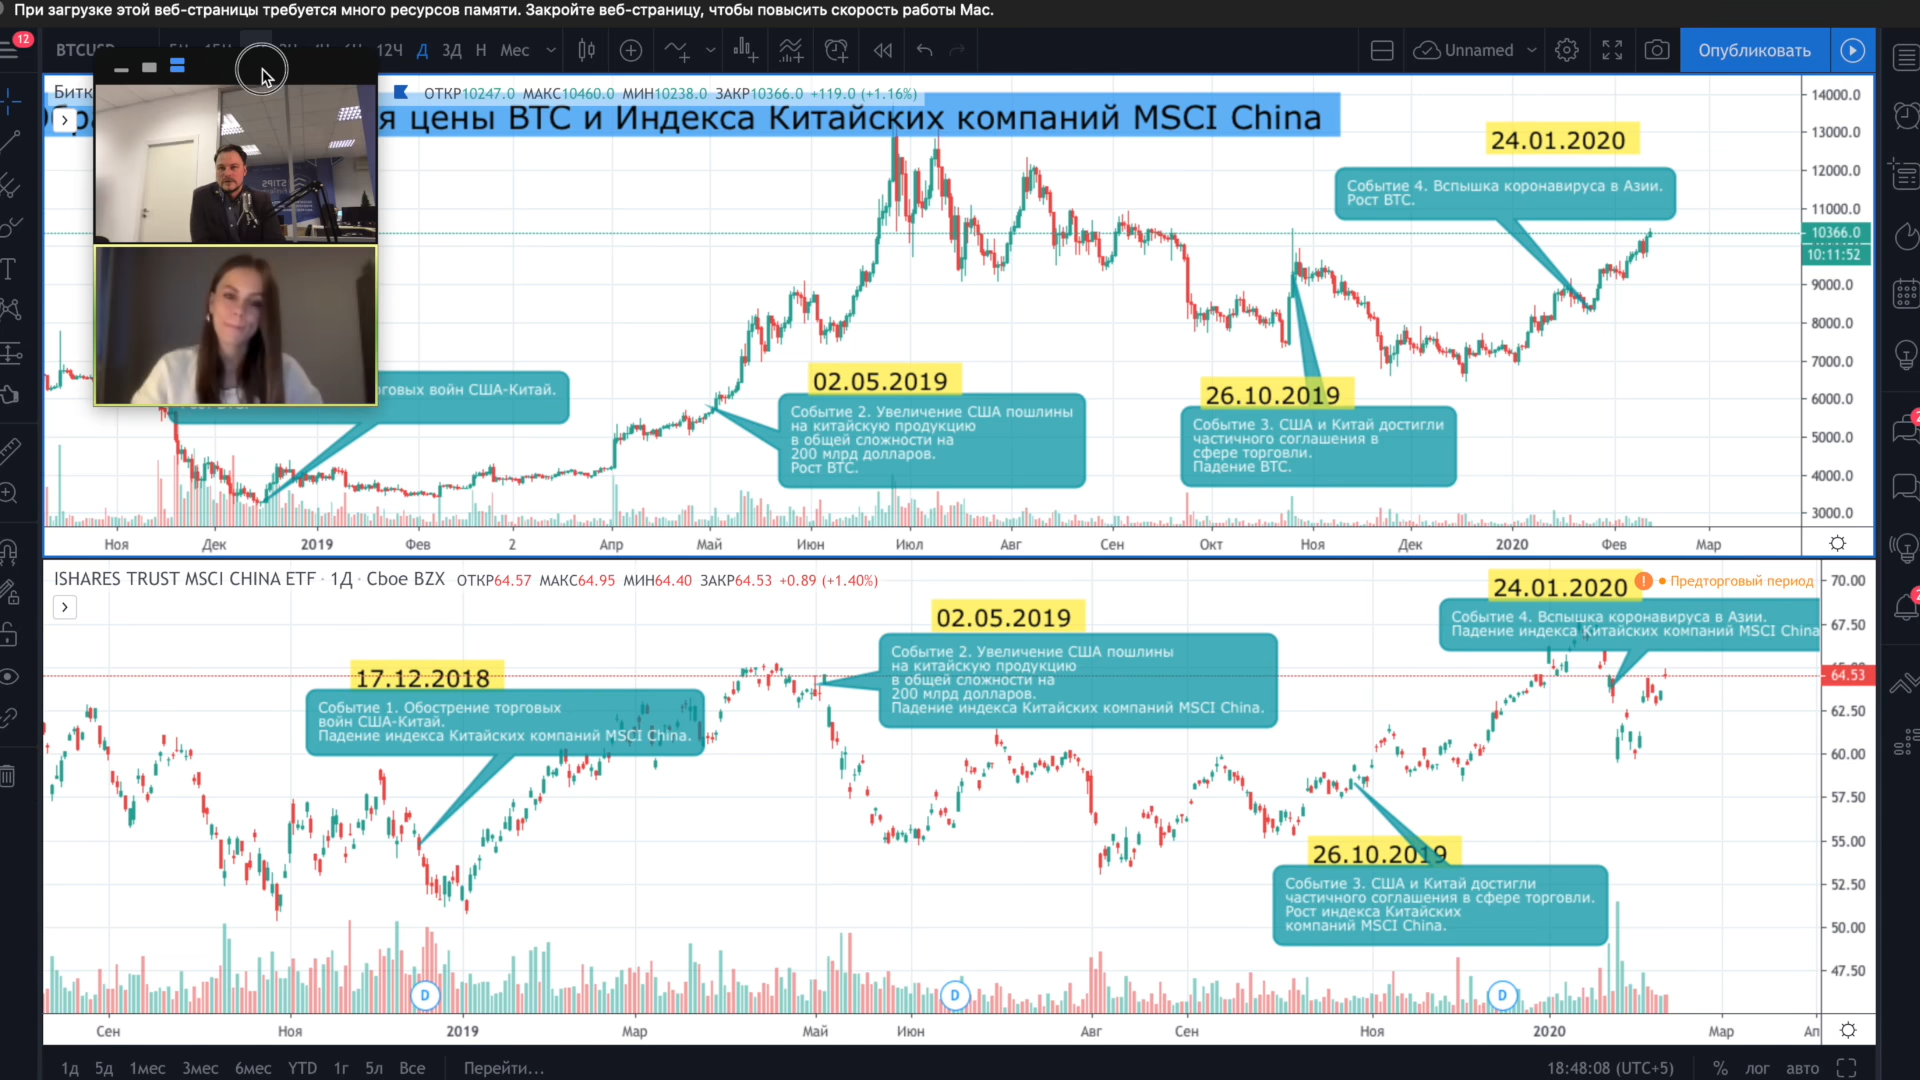 При загрузке этой веб-страницы требуется много ресурсов памяти. Закройте веб-страницу, чтобы повысить скорость работы Mac.
12
12Ч Д 3Д Н Мес
Unnamed
Опубликовать
ОТКР10247.0 МАКС10460.0 МИН10238.0 ЗАКР10366.0 +119.0 (+1.16%)
я цены BTC и Индекса Китайских компаний MSCI China
STIPS
24.01.2020
Событие 4. Вспышка коронавируса в Азии.
Рост BTC.
войн США-Китай.
02.05.2019
Событие 2. Увеличение США пошлины
на китайскую продукцию
в общей сложности на
200 млрд долларов.
Рост BTC.
26.10.2019
Событие 3. США и Китай достигли
частичного соглашения в
сфере торговли.
Падение BTC.
14000.0
13000.0
12000.0
11000.0
10366.0
10:11:52
9000.0
8000.0
7000.0
6000.0
5000.0
4000.0
3000.0
Ноя Дек 2019 Фев 2 Апр Май Июн Июл Авг Сен Окт Ноя Дек 2020 Фев Мар
ISHARES TRUST MSCI CHINA ETF · 1Д · Cboe BZX ОТКР64.57 МАКС64.95 МИН64.40 ЗАКР64.53 +0.89 (+1.40%)
Предторговый период
17.12.2018
Событие 1. Обострение торговых
войн США-Китай.
Падение индекса Китайских компаний MSCI China.
02.05.2019
Событие 2. Увеличение США пошлины
на китайскую продукцию
в общей сложности на
200 млрд долларов.
Падение индекса Китайских компаний MSCI China.
24.01.2020
Событие 4. Вспышка коронавируса в Азии.
Падение индекса Китайских компаний MSCI China
26.10.2019
Событие 3. США и Китай достигли
частичного соглашения в сфере торговли.
Рост индекса Китайских
компаний MSCI China.
70.00
67.50
64.53
62.50
60.00
57.50
55.00
52.50
50.00
47.50
D D D
Сен Ноя 2019 Мар Май Июн Авг Сен Ноя 2020 Мар
1д 5д 1мес 3мес 6мес YTD 1г 5л Все Перейти...
18:48:08 (UTC+5) % лог авто